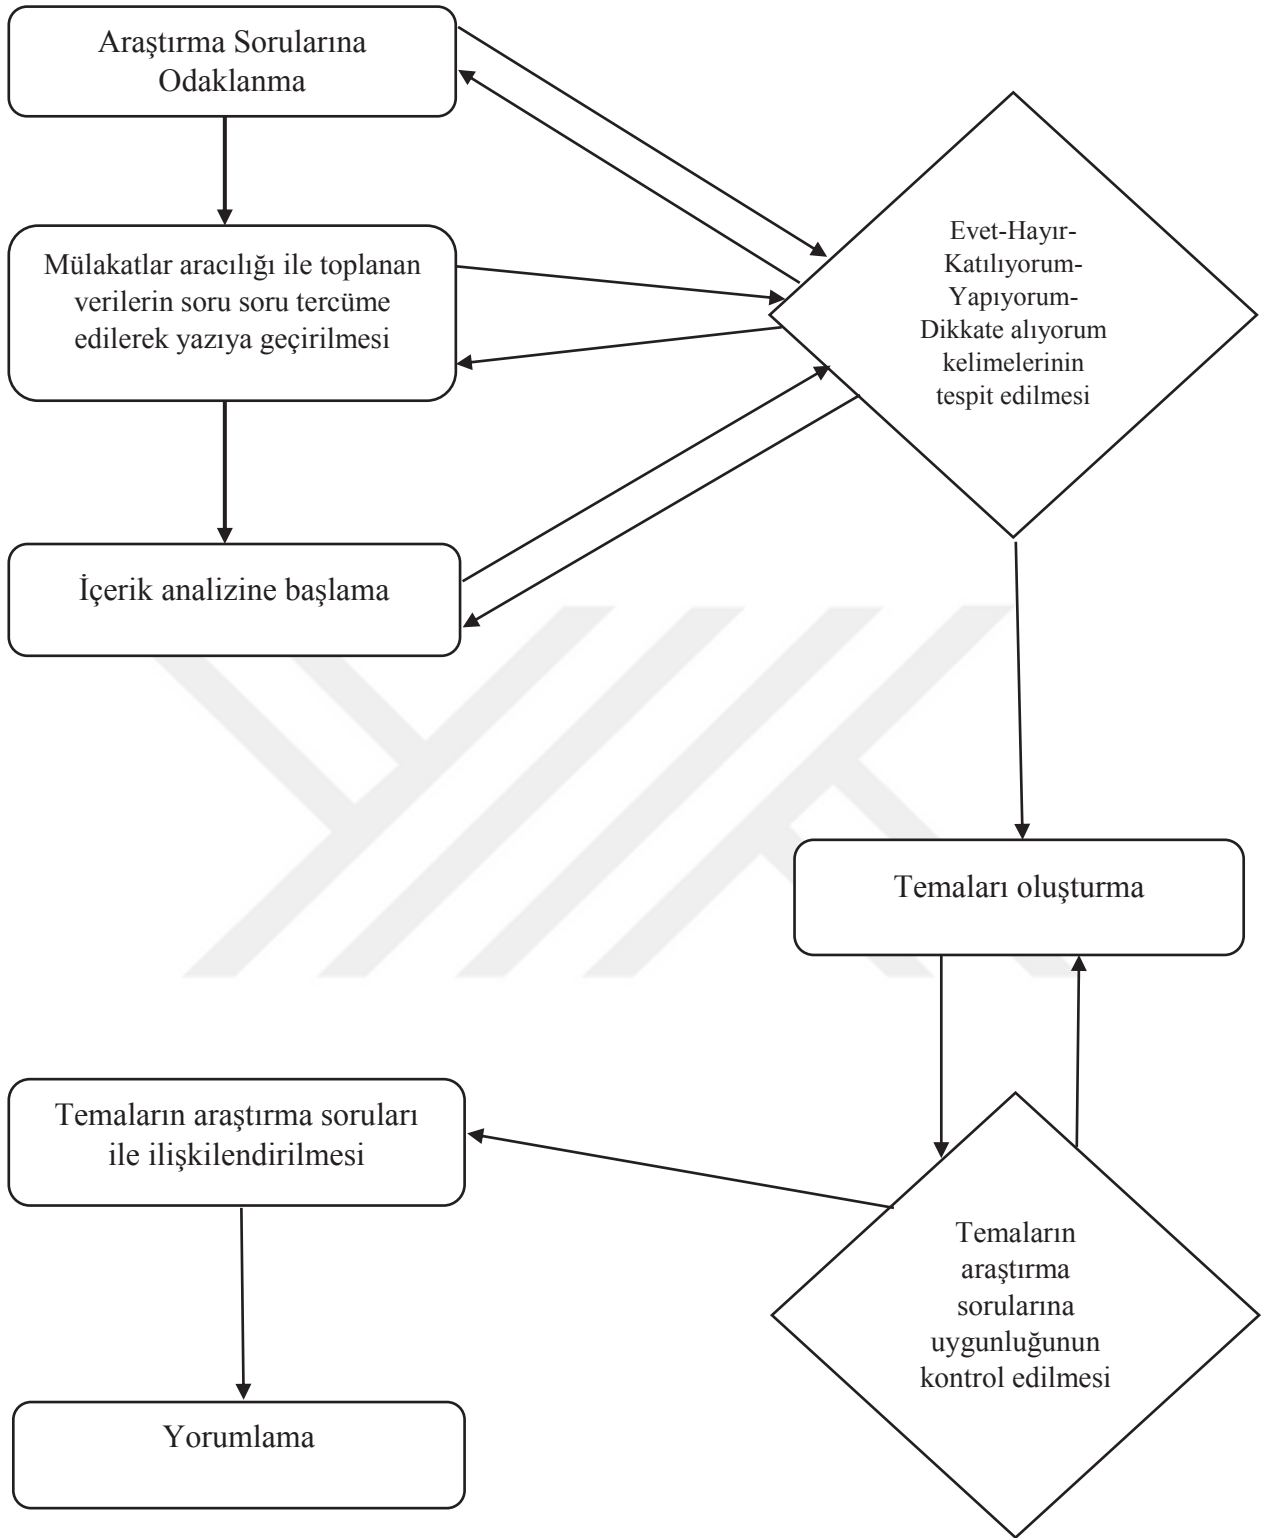 Araştırma Sorularına
Odaklanma
Mülakatlar aracılığı ile toplanan
verilerin soru soru tercüme
edilerek yazıya geçirilmesi
İçerik analizine başlama
Evet-Hayır-
Katılıyorum-
Yapıyorum-
Dikkate alıyorum
kelimelerinin
tespit edilmesi
Temaları oluşturma
Temaların
araştırma
sorularına
uygunluğunun
kontrol edilmesi
Temaların araştırma soruları
ile ilişkilendirilmesi
Yorumlama